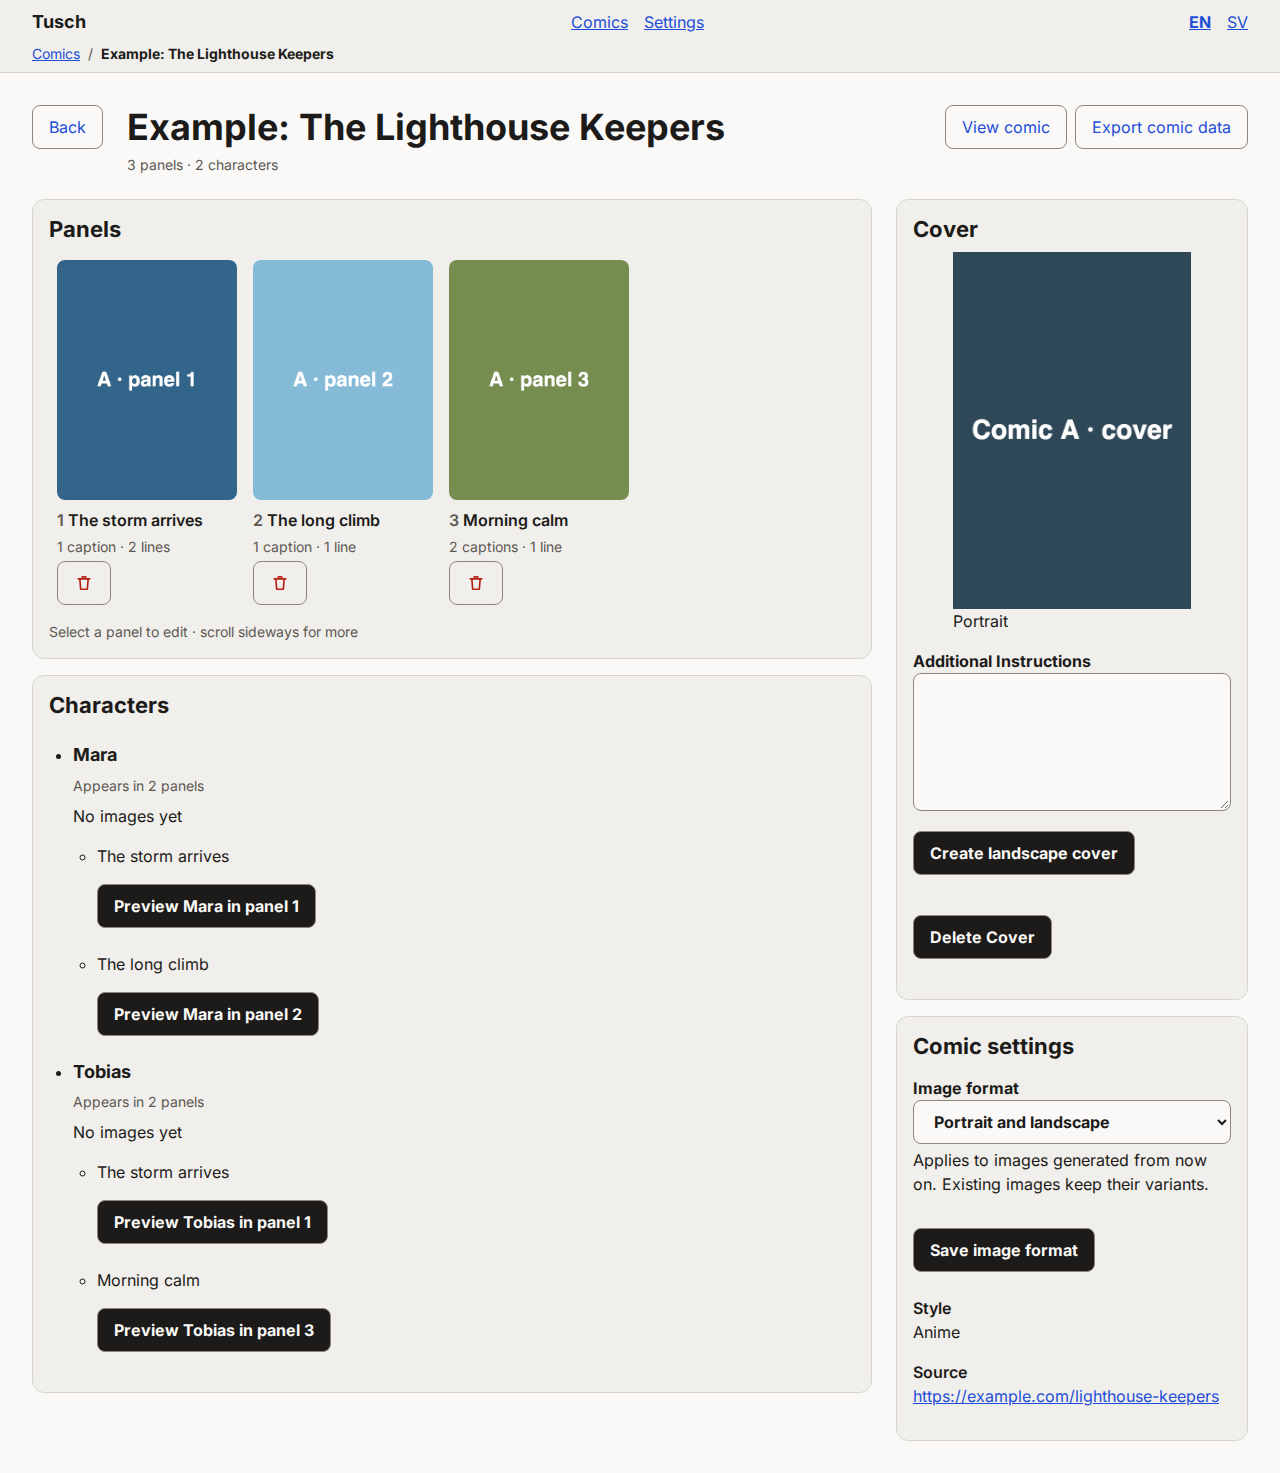 Tusch
Comics Settings
EN SV
Comics / Example: The Lighthouse Keepers
Back
Example: The Lighthouse Keepers
3 panels · 2 characters
View comic
Export comic data
Panels
A · panel 1
A · panel 2
A · panel 3
1 The storm arrives
2 The long climb
3 Morning calm
1 caption · 2 lines
1 caption · 1 line
2 captions · 1 line
Select a panel to edit · scroll sideways for more
Characters
Mara
Appears in 2 panels
No images yet
The storm arrives
Preview Mara in panel 1
The long climb
Preview Mara in panel 2
Tobias
Appears in 2 panels
No images yet
The storm arrives
Preview Tobias in panel 1
Morning calm
Preview Tobias in panel 3
Cover
Comic A · cover
Portrait
Additional Instructions
Create landscape cover
Delete Cover
Comic settings
Image format
Portrait and landscape
Applies to images generated from now
on. Existing images keep their variants.
Save image format
Style
Anime
Source
https://example.com/lighthouse-keepers